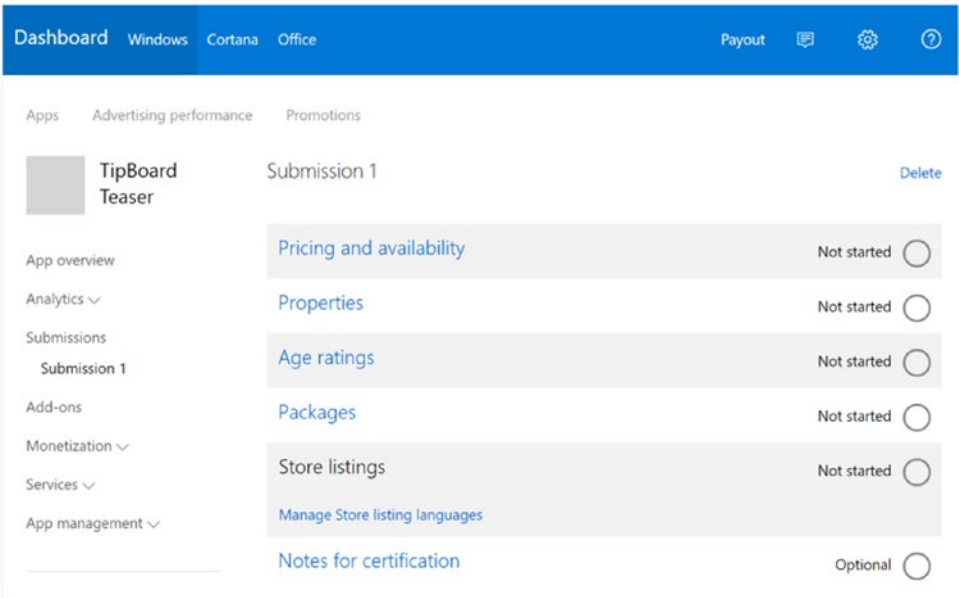 Dashboard Windows Cortana Office Payout
Apps Advertising performance Promotions
TipBoard
Teaser
App overview
Analytics
Submissions
Submission 1
Add-ons
Monetization
Services
App management
Submission 1 Delete
Pricing and availability Not started
Properties Not started
Age ratings Not started
Packages Not started
Store listings Not started
Manage Store listing languages
Notes for certification Optional